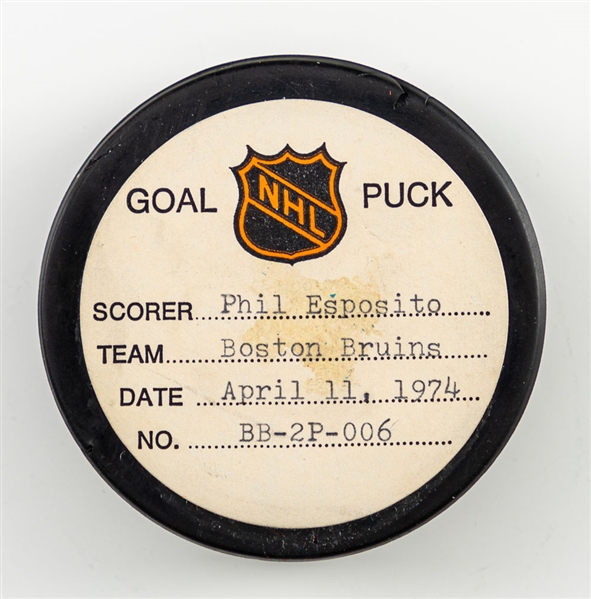 NHL
GOAL PUCK
SCORER Phil Esposito
TEAM Boston Bruins
DATE April 11, 1974
NO. BB-2P-006